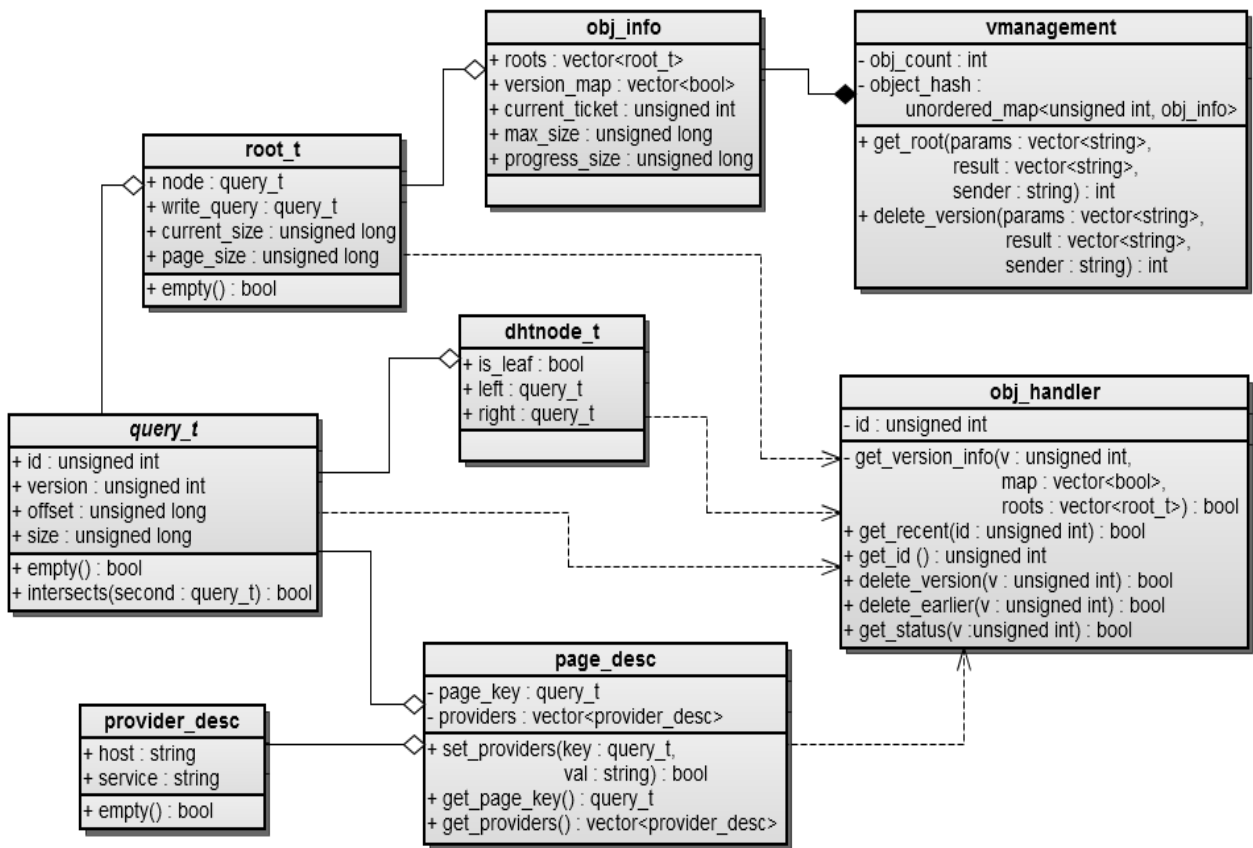 obj_info
+ roots : vector<root_t>
+ version_map : vector<bool>
+ current_ticket : unsigned int
+ max_size : unsigned long
+ progress_size : unsigned long
vmanagement
- obj_count : int
- object_hash :
unordered_map<unsigned int, obj_info>
+ get_root(params : vector<string>,
result : vector<string>,
sender : string) : int
+ delete_version(params : vector<string>,
result : vector<string>,
sender : string) : int
root_t
+ node : query_t
+ write_query : query_t
+ current_size : unsigned long
+ page_size : unsigned long
+ empty() : bool
dhtnode_t
+ is_leaf : bool
+ left : query_t
+ right : query_t
obj_handler
- id : unsigned int
- get_version_info(v : unsigned int,
map : vector<bool>,
roots : vector<root_t>) : bool
+ get_recent(id : unsigned int) : bool
+ get_id () : unsigned int
+ delete_version(v : unsigned int) : bool
+ delete_earlier(v : unsigned int) : bool
+ get_status(v :unsigned int) : bool
query_t
+ id : unsigned int
+ version : unsigned int
+ offset : unsigned long
+ size : unsigned long
+ empty() : bool
+ intersects(second : query_t) : bool
page_desc
- page_key : query_t
- providers : vector<provider_desc>
+ set_providers(key : query_t,
val : string) : bool
+ get_page_key() : query_t
+ get_providers() : vector<provider_desc>
provider_desc
+ host : string
+ service : string
+ empty() : bool